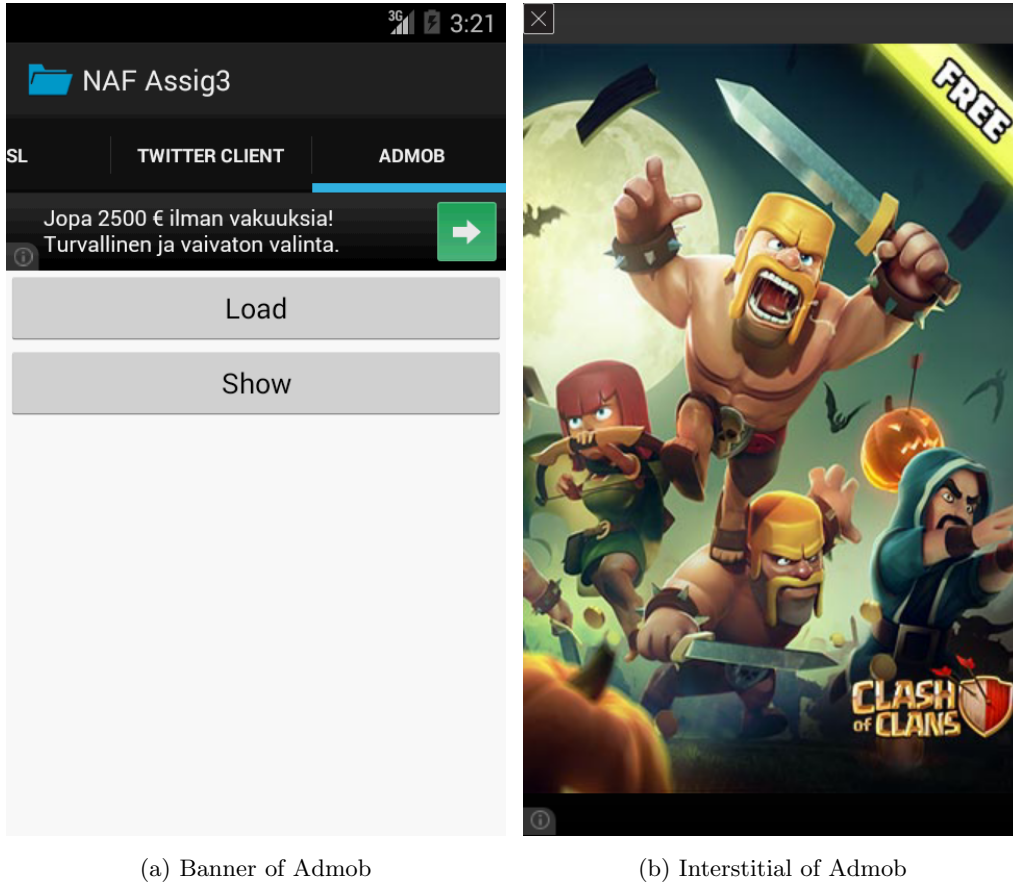 3G 3:21
NAF Assig3
SL TWITTER CLIENT ADMOB
Jopa 2500 € ilman vakuuksia!
Turvallinen ja vaivaton valinta.
Load
Show
(a) Banner of Admob
FREE
CLASH
of CLANS
(b) Interstitial of Admob